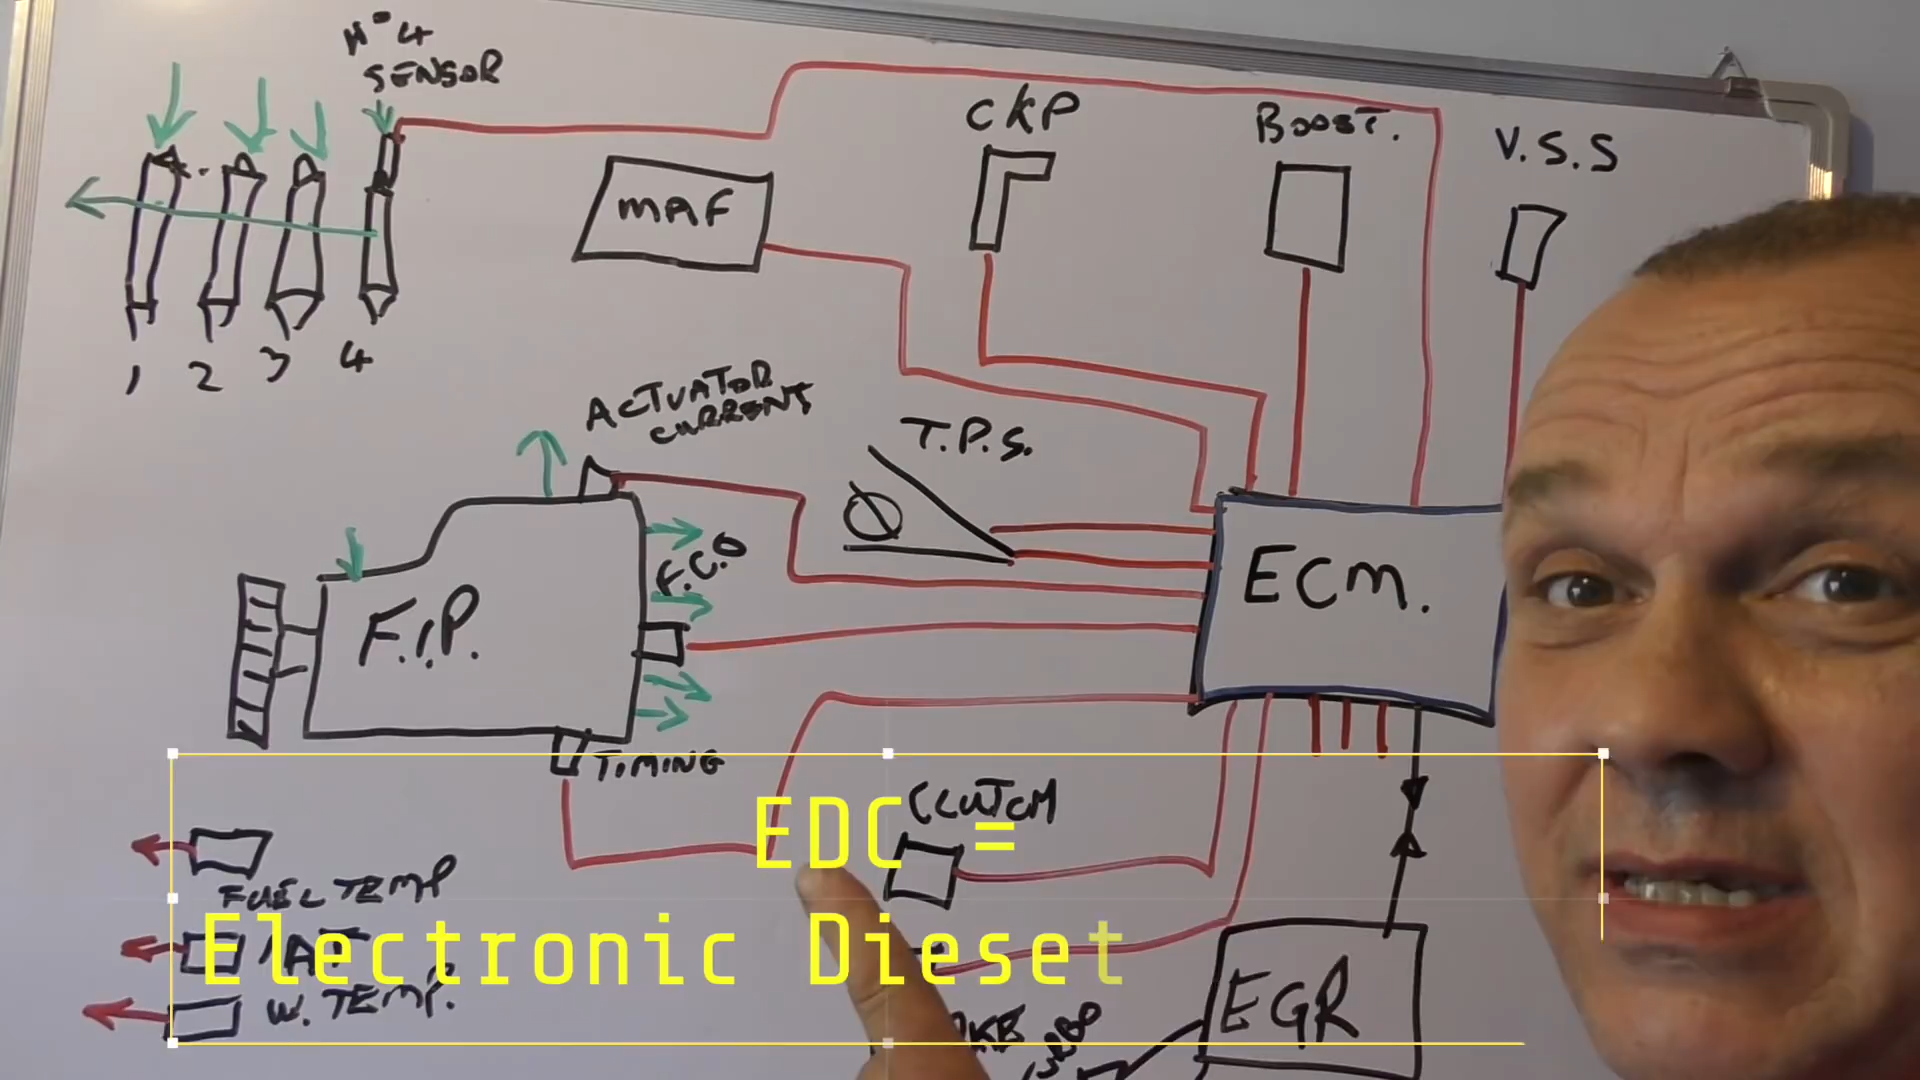 Nº 4
SENSOR
CKP
BOOST.
V.S.S
MAF
1 2 3 4
ACTUATOR
CURRENT
T.P.S.
F.C.O
ECM.
F.I.P.
TIMING
CLUTCH
EDC =
FUEL TEMP
Electronic Dieset
W. TEMP.
EGR